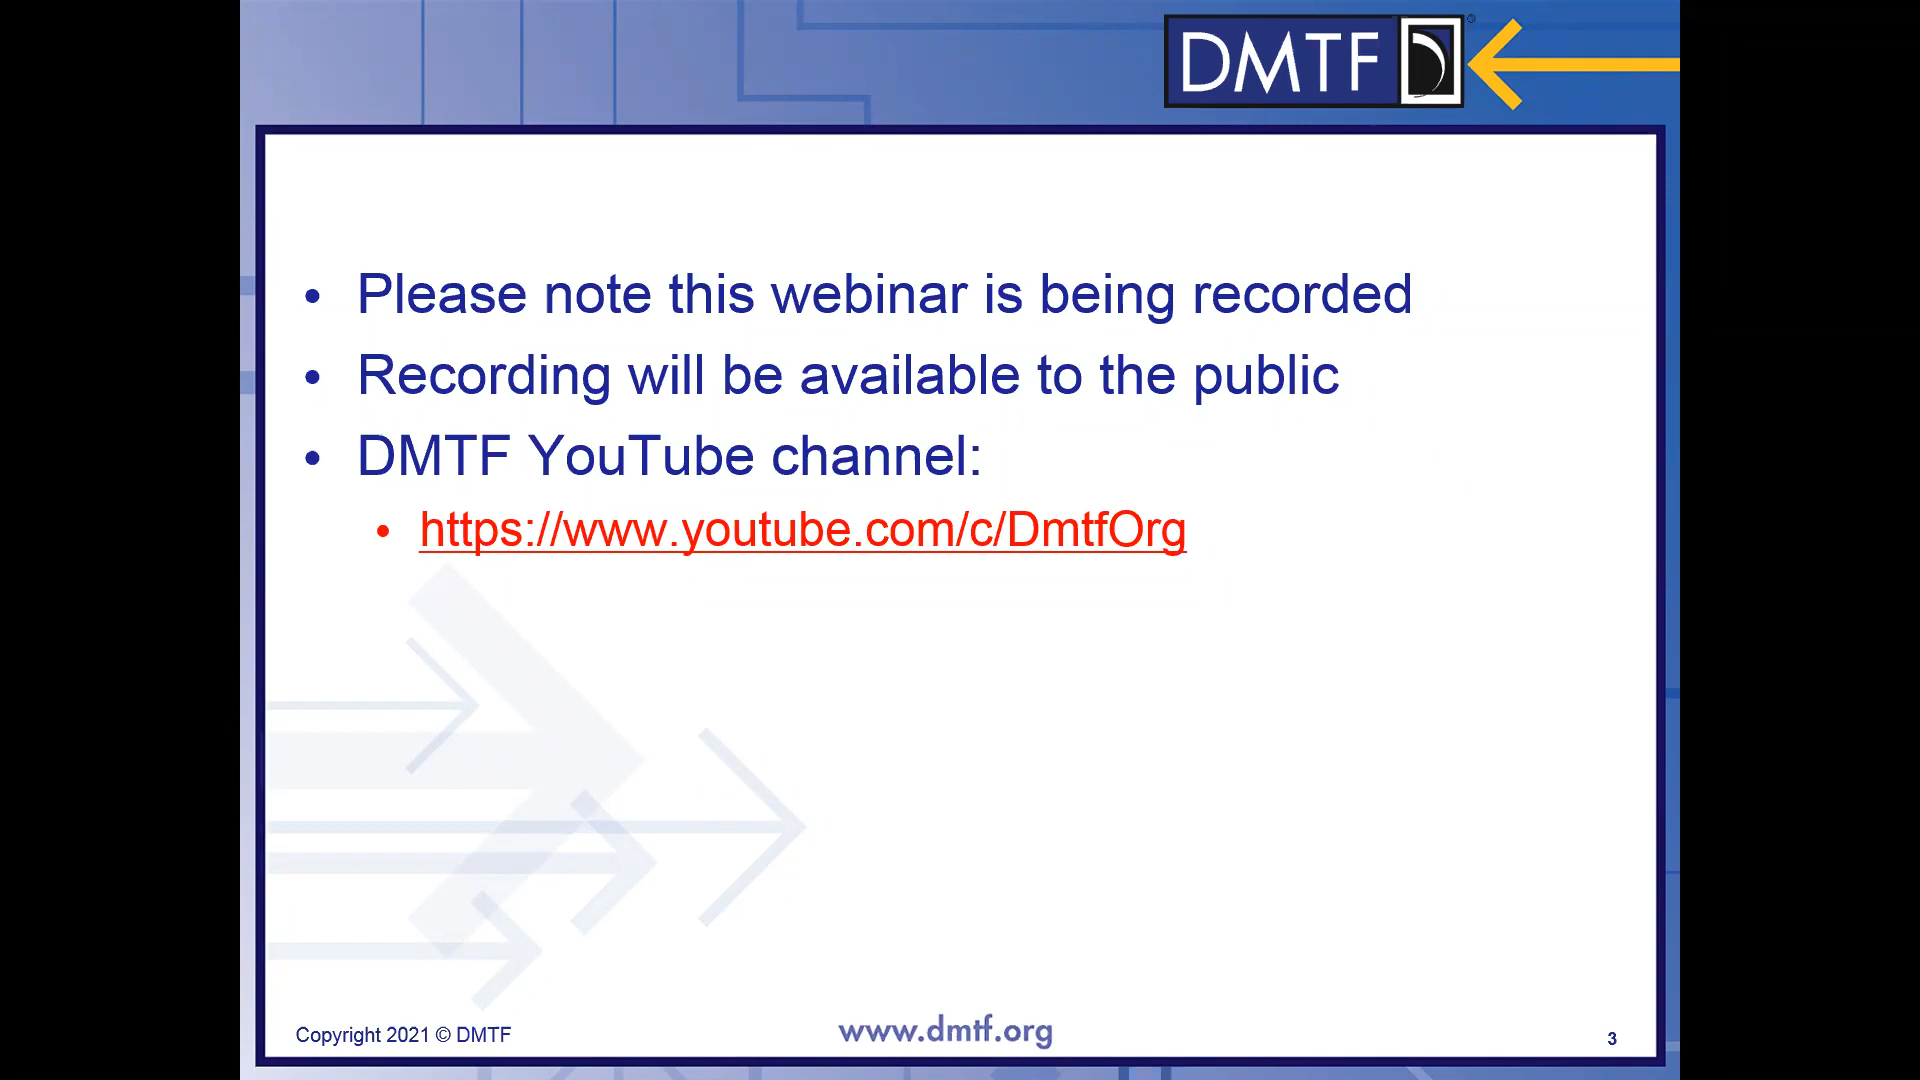 DMTF
• Please note this webinar is being recorded
• Recording will be available to the public
• DMTF YouTube channel:
• https://www.youtube.com/c/DmtfOrg
Copyright 2021 © DMTF
www.dmtf.org
3